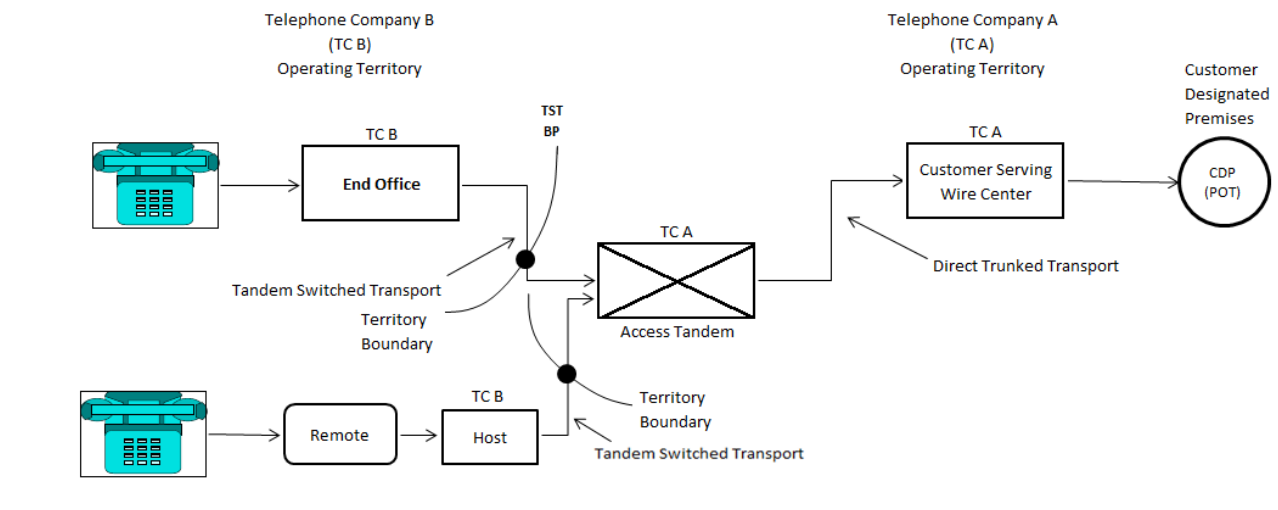 Telephone Company B
(TC B)
Operating Territory
Telephone Company A
(TC A)
Operating Territory
Customer
Designated
Premises
TST
BP
TC B
End Office
TC A
Customer Serving
Wire Center
CDP
(POT)
TC A
Access Tandem
Direct Trunked Transport
Tandem Switched Transport
Territory
Boundary
TC B
Remote
Host
Territory
Boundary
Tandem Switched Transport